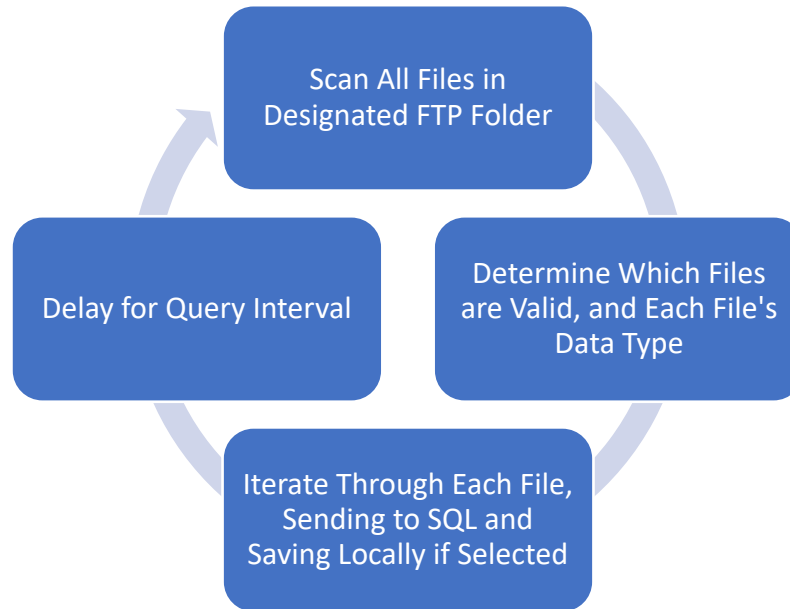 Scan All Files in
Designated FTP Folder
Determine Which Files
are Valid, and Each File's
Data Type
Iterate Through Each File,
Sending to SQL and
Saving Locally if Selected
Delay for Query Interval